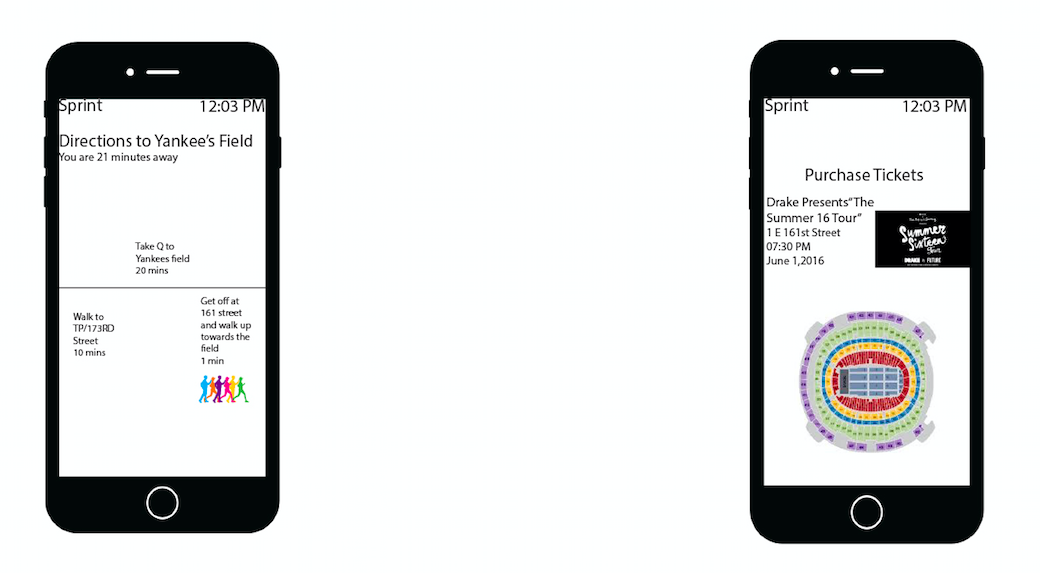 Sprint 12:03 PM
Directions to Yankee's Field
You are 21 minutes away
Take Q to
Yankees field
20 mins
Walk to
TP/173RD
Street
10 mins
Get off at
161 street
and walk up
towards the
field
1 min
Sprint 12:03 PM
Purchase Tickets
Drake Presents"The
Summer 16 Tour"
1 E 161st Street
07:30 PM
June 1,2016
Summer
Sixteen
Tour
DRAKE FUTURE